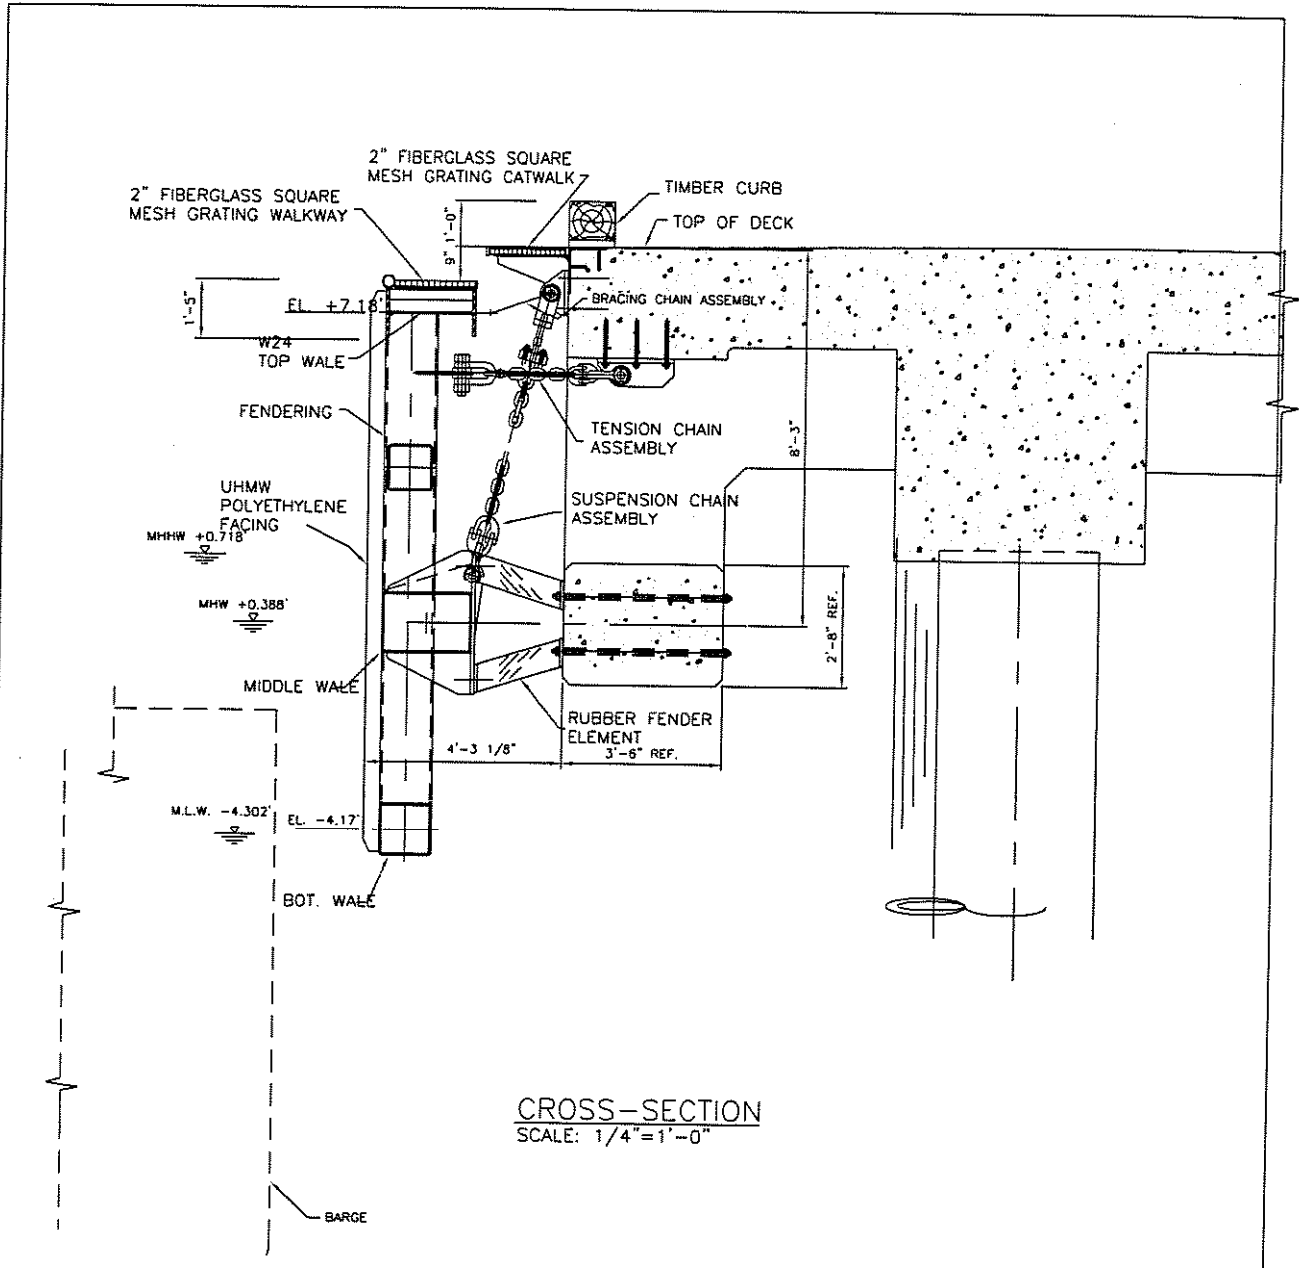 2" FIBERGLASS SQUARE
MESH GRATING CATWALK
2" FIBERGLASS SQUARE
MESH GRATING WALKWAY
TIMBER CURB
TOP OF DECK
1'-0"
9"
1'-5"
EL. +7.18'
BRACING CHAIN ASSEMBLY
W24
TOP WALE
FENDERING
TENSION CHAIN
ASSEMBLY
8'-3"
UHMW
POLYETHYLENE
FACING
SUSPENSION CHAIN
ASSEMBLY
MHHW +0.718'
MHW +0.388'
2'-8" REF.
MIDDLE WALE
RUBBER FENDER
ELEMENT
4'-3 1/8"
3'-6" REF.
M.L.W. -4.302'
EL. -4.17'
BOT. WALE
CROSS-SECTION
SCALE: 1/4"=1'-0"
BARGE